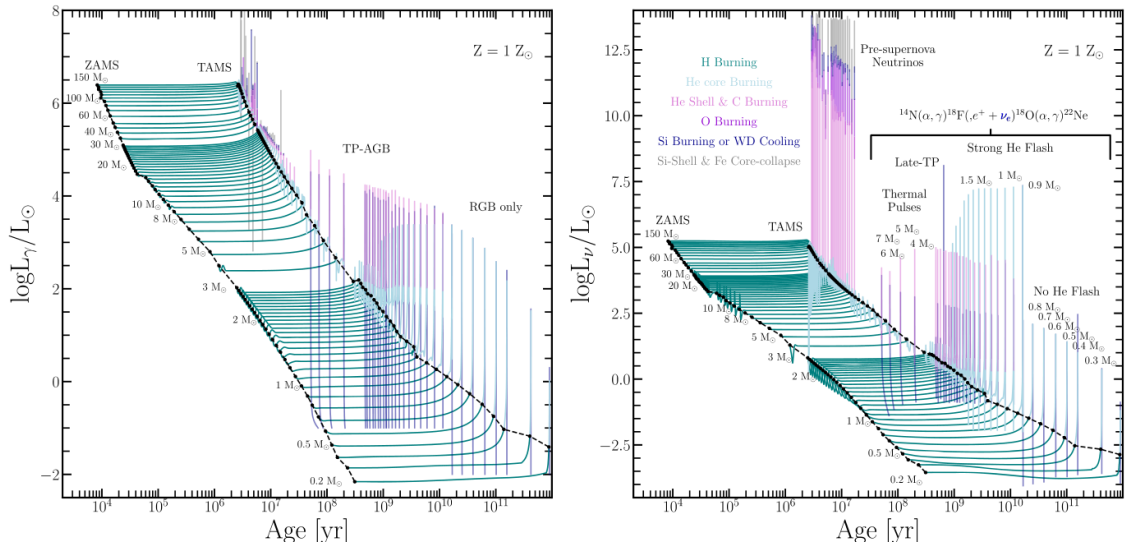 Z = 1 Z⊙
ZAMS
TAMS
150 M⊙
100 M⊙
60 M⊙
40 M⊙
30 M⊙
20 M⊙
10 M⊙
8 M⊙
5 M⊙
3 M⊙
2 M⊙
1 M⊙
0.5 M⊙
0.2 M⊙
TP-AGB
RGB only
logLγ/L⊙
8
6
4
2
0
−2
10⁴
10⁵
10⁶
10⁷
10⁸
10⁹
10¹⁰
10¹¹
Age [yr]
Z = 1 Z⊙
Pre-supernova
Neutrinos
H Burning
He core Burning
He Shell & C Burning
O Burning
Si Burning or WD Cooling
Si-Shell & Fe Core-collapse
¹⁴N(α, γ)¹⁸F(,e⁺ + νₑ)¹⁸O(α, γ)²²Ne
Strong He Flash
Late-TP
1.5 M⊙
1 M⊙
0.9 M⊙
Thermal
Pulses
7 M⊙
6 M⊙
5 M⊙
4 M⊙
ZAMS
TAMS
150 M⊙
60 M⊙
30 M⊙
20 M⊙
10 M⊙
8 M⊙
5 M⊙
3 M⊙
2 M⊙
1 M⊙
0.5 M⊙
0.2 M⊙
No He Flash
0.8 M⊙
0.7 M⊙
0.6 M⊙
0.5 M⊙
0.4 M⊙
0.3 M⊙
logLν/L⊙
12.5
10.0
7.5
5.0
2.5
0.0
−2.5
10⁴
10⁵
10⁶
10⁷
10⁸
10⁹
10¹⁰
10¹¹
Age [yr]